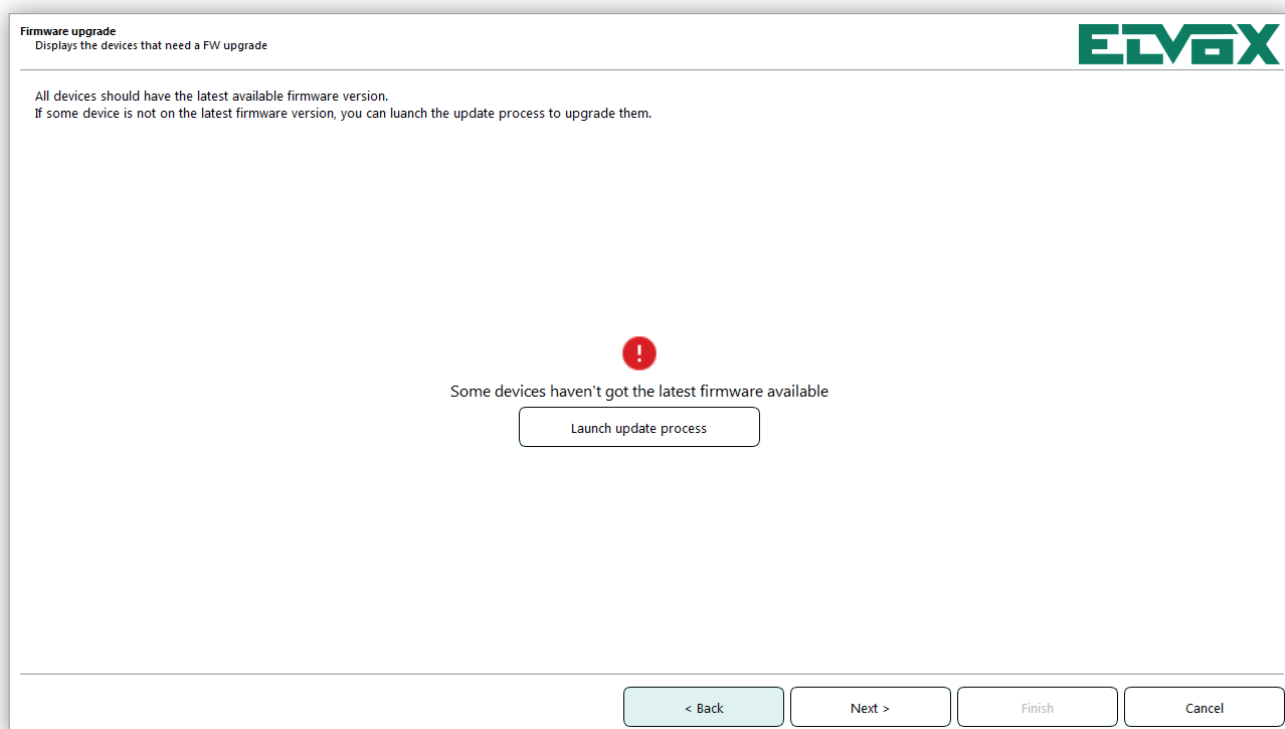 Firmware upgrade
Displays the devices that need a FW upgrade
ELVOX
All devices should have the latest available firmware version.
If some device is not on the latest firmware version, you can luanch the update process to upgrade them.
Some devices haven't got the latest firmware available
Launch update process
< Back
Next >
Finish
Cancel